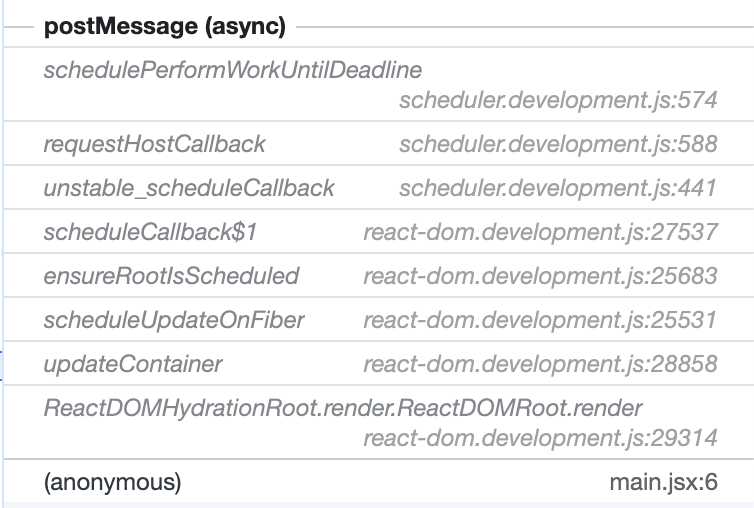 postMessage (async)
schedulePerformWorkUntilDeadline
scheduler.development.js:574
requestHostCallback scheduler.development.js:588
unstable_scheduleCallback scheduler.development.js:441
scheduleCallback$1 react-dom.development.js:27537
ensureRootIsScheduled react-dom.development.js:25683
scheduleUpdateOnFiber react-dom.development.js:25531
updateContainer react-dom.development.js:28858
ReactDOMHydrationRoot.render.ReactDOMRoot.render
react-dom.development.js:29314
(anonymous) main.jsx:6